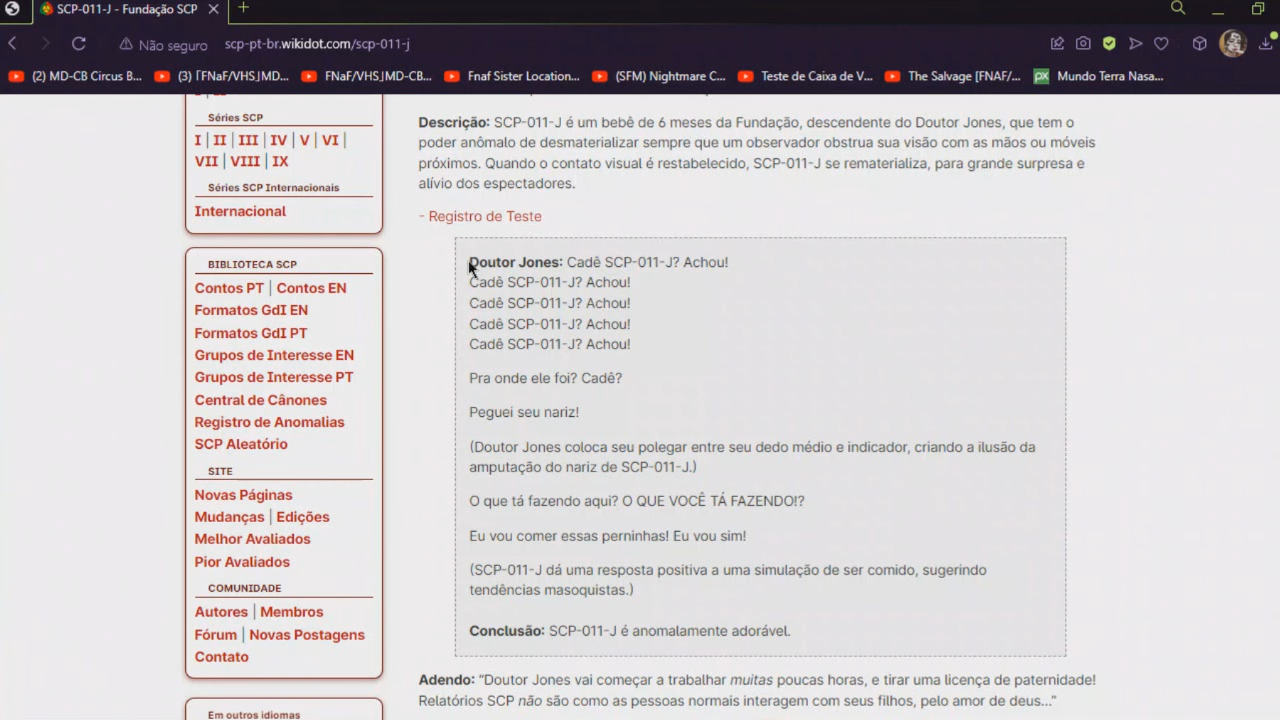 SCP-011-J - Fundação SCP
Não seguro scp-pt-br.wikidot.com/scp-011-j
(2) MD-CB Circus B... (3) ⌈FNaF/VHS⌋MD... FNaF/VHS⌋MD-CB... Fnaf Sister Location... (SFM) Nightmare C... Teste de Caixa de V... The Salvage [FNAF/... Mundo Terra Nasa...
Séries SCP
I | II | III | IV | V | VI |
VII | VIII | IX
Séries SCP Internacionais
Internacional
BIBLIOTECA SCP
Contos PT | Contos EN
Formatos GdI EN
Formatos GdI PT
Grupos de Interesse EN
Grupos de Interesse PT
Central de Cânones
Registro de Anomalias
SCP Aleatório
SITE
Novas Páginas
Mudanças | Edições
Melhor Avaliados
Pior Avaliados
COMUNIDADE
Autores | Membros
Fórum | Novas Postagens
Contato
Em outros idiomas
Descrição: SCP-011-J é um bebê de 6 meses da Fundação, descendente do Doutor Jones, que tem o
poder anômalo de desmaterializar sempre que um observador obstrua sua visão com as mãos ou móveis
próximos. Quando o contato visual é restabelecido, SCP-011-J se rematerializa, para grande surpresa e
alívio dos espectadores.
- Registro de Teste
Doutor Jones: Cadê SCP-011-J? Achou!
Cadê SCP-011-J? Achou!
Cadê SCP-011-J? Achou!
Cadê SCP-011-J? Achou!
Cadê SCP-011-J? Achou!
Pra onde ele foi? Cadê?
Peguei seu nariz!
(Doutor Jones coloca seu polegar entre seu dedo médio e indicador, criando a ilusão da
amputação do nariz de SCP-011-J.)
O que tá fazendo aqui? O QUE VOCÊ TÁ FAZENDO!?
Eu vou comer essas perninhas! Eu vou sim!
(SCP-011-J dá uma resposta positiva a uma simulação de ser comido, sugerindo
tendências masoquistas.)
Conclusão: SCP-011-J é anomalamente adorável.
Adendo: “Doutor Jones vai começar a trabalhar muitas poucas horas, e tirar uma licença de paternidade!
Relatórios SCP não são como as pessoas normais interagem com seus filhos, pelo amor de deus...”